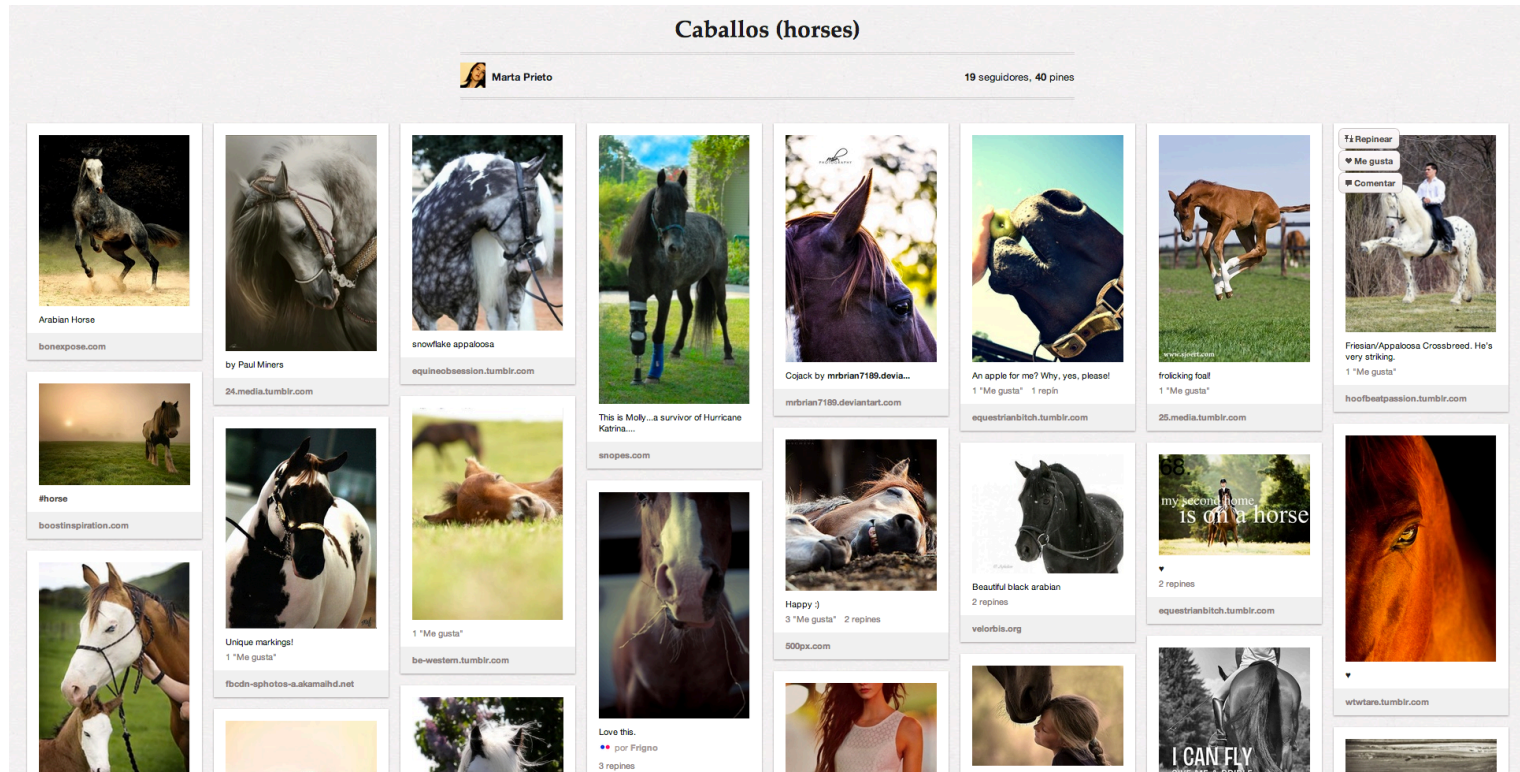 Caballos (horses)
Marta Prieto
19 seguidores, 40 pines
Arabian Horse
bonexpose.com
#horse
boostinspiration.com
by Paul Miners
24.media.tumblr.com
Unique markings!
1 "Me gusta"
fbcdn-sphotos-a.akamaihd.net
snowflake appaloosa
equineobsession.tumblr.com
1 "Me gusta"
be-western.tumblr.com
This is Molly...a survivor of Hurricane
Katrina....
snopes.com
Love this.
por Frigno
3 repines
PHOTOGRAPHY
Cojack by mrbrian7189.devia...
mrbrian7189.deviantart.com
Happy :)
3 "Me gusta" 2 repines
500px.com
An apple for me? Why, yes, please!
1 "Me gusta" 1 repin
equestrianbitch.tumblr.com
Beautiful black arabian
2 repines
velorbis.org
www.sjoert.com
frolicking foal!
1 "Me gusta"
25.media.tumblr.com
68.
my second home
is on a horse
♥
2 repines
equestrianbitch.tumblr.com
I CAN FLY
Repinear
Me gusta
Comentar
Friesian/Appaloosa Crossbreed. He's
very striking.
1 "Me gusta"
hoofbeatpassion.tumblr.com
♥
wtwtare.tumblr.com